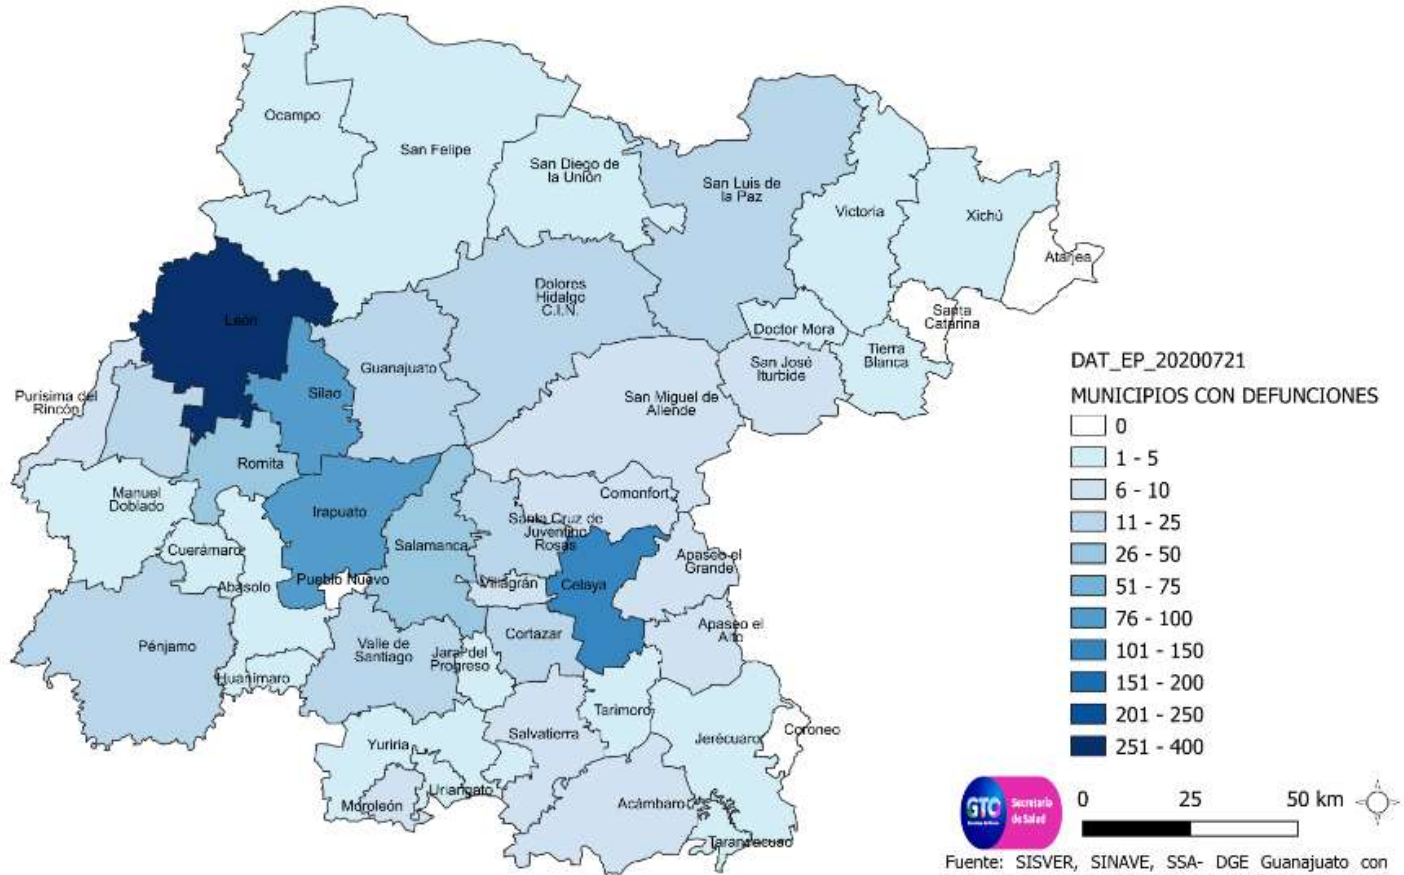 Ocampo
San Felipe
San Diego de
la Unión
San Luis de
la Paz
Victoria
Xichú
Atarjea
Santa
Catarina
Doctor Mora
Tierra
Blanca
San José
Iturbide
Dolores
Hidalgo
C.I.N.
León
Guanajuato
Silao
Purísima del
Rincón
San Miguel de
Allende
Romita
Manuel
Doblado
Irapuato
Comonfort
Santa Cruz de
Juventino
Rosas
Salamanca
Cuerámaro
Apaseo el
Grande
Abasolo
Pueblo Nuevo
Villagrán
Celaya
Apaseo el
Alto
Cortazar
Pénjamo
Valle de
Santiago
Jaral del
Progreso
Huanímaro
Tarimoro
Salvatierra
Jerécuaro
Coroneo
Yuriria
Uriangato
Moroleón
Acámbaro
DAT_EP_20200721
MUNICIPIOS CON DEFUNCIONES
0
1 - 5
6 - 10
11 - 25
26 - 50
51 - 75
76 - 100
101 - 150
151 - 200
201 - 250
251 - 400
GTO
Secretaría
de Salud
0 25 50 km
Fuente: SISVER, SINAVE, SSA- DGE Guanajuato con